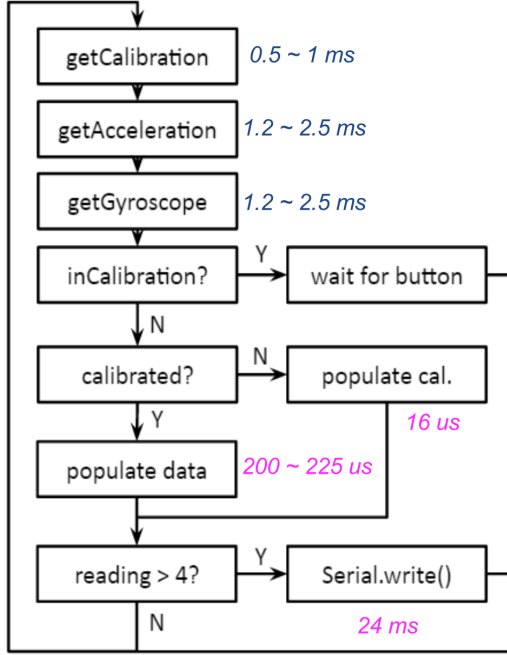 getCalibration 0.5 ~ 1 ms
getAcceleration 1.2 ~ 2.5 ms
getGyroscope 1.2 ~ 2.5 ms
inCalibration? Y wait for button
N
calibrated? N populate cal.
Y 16 us
populate data 200 ~ 225 us
reading > 4? Y Serial.write()
N 24 ms